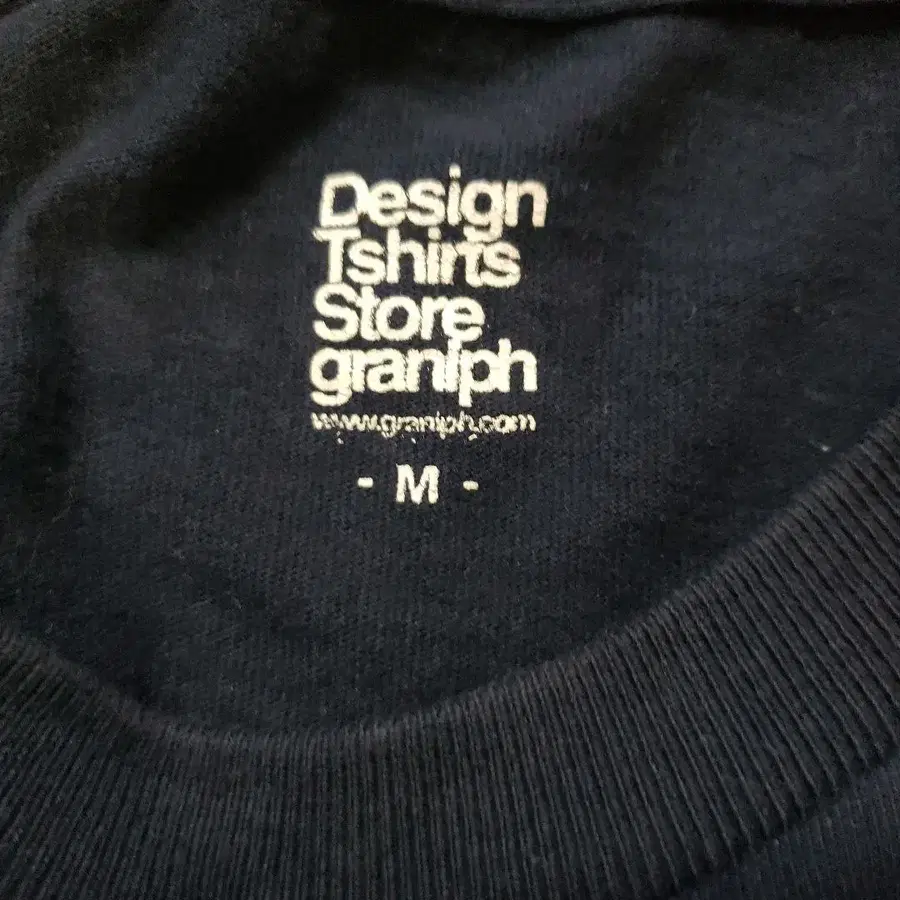 Design
Tshirts
Store
graniph
www.graniph.com
- M -